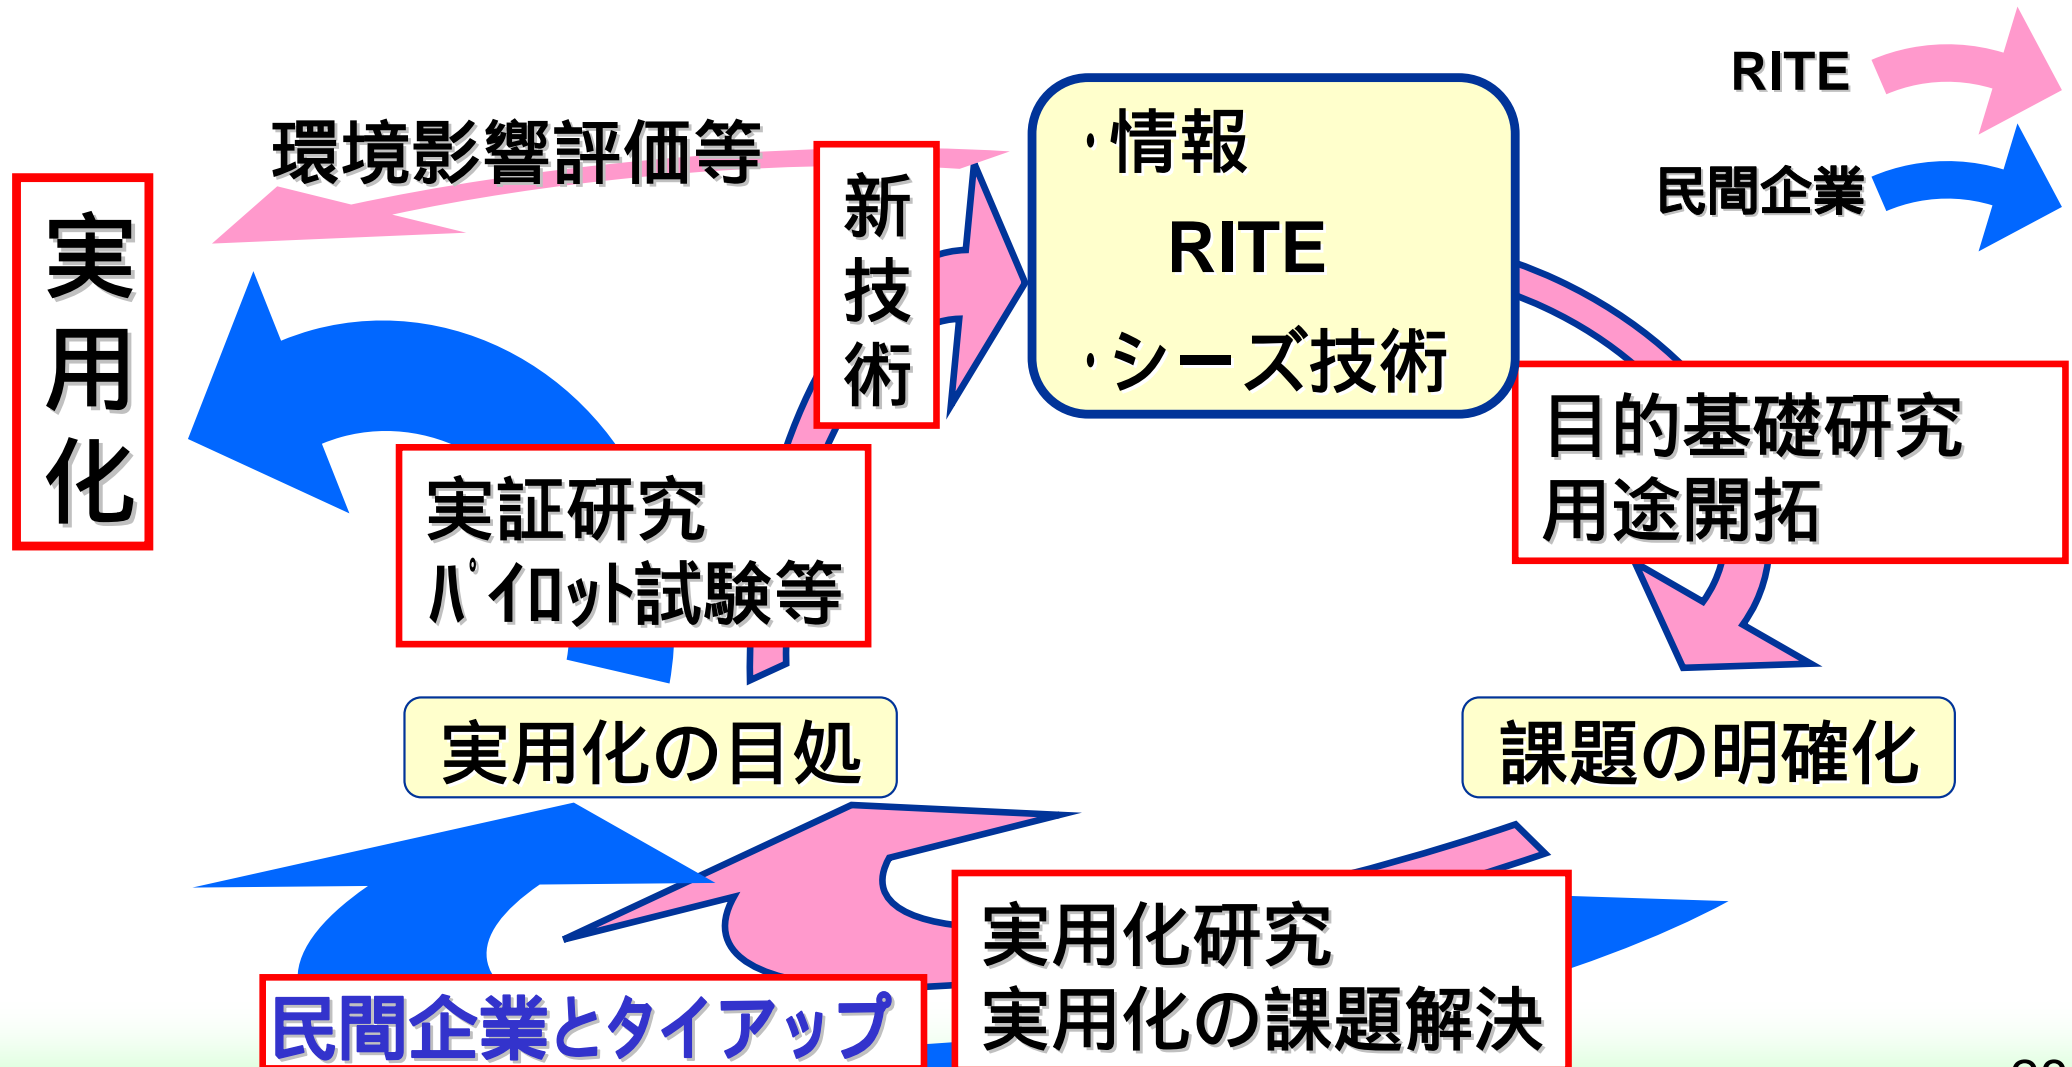 RITE
民間企業
環境影響評価等
実用化
新技術
・情報
RITE
・シーズ技術
目的基礎研究
用途開拓
実証研究
ﾊﾟｲﾛｯﾄ試験等
実用化の目処
課題の明確化
実用化研究
実用化の課題解決
民間企業とタイアップ